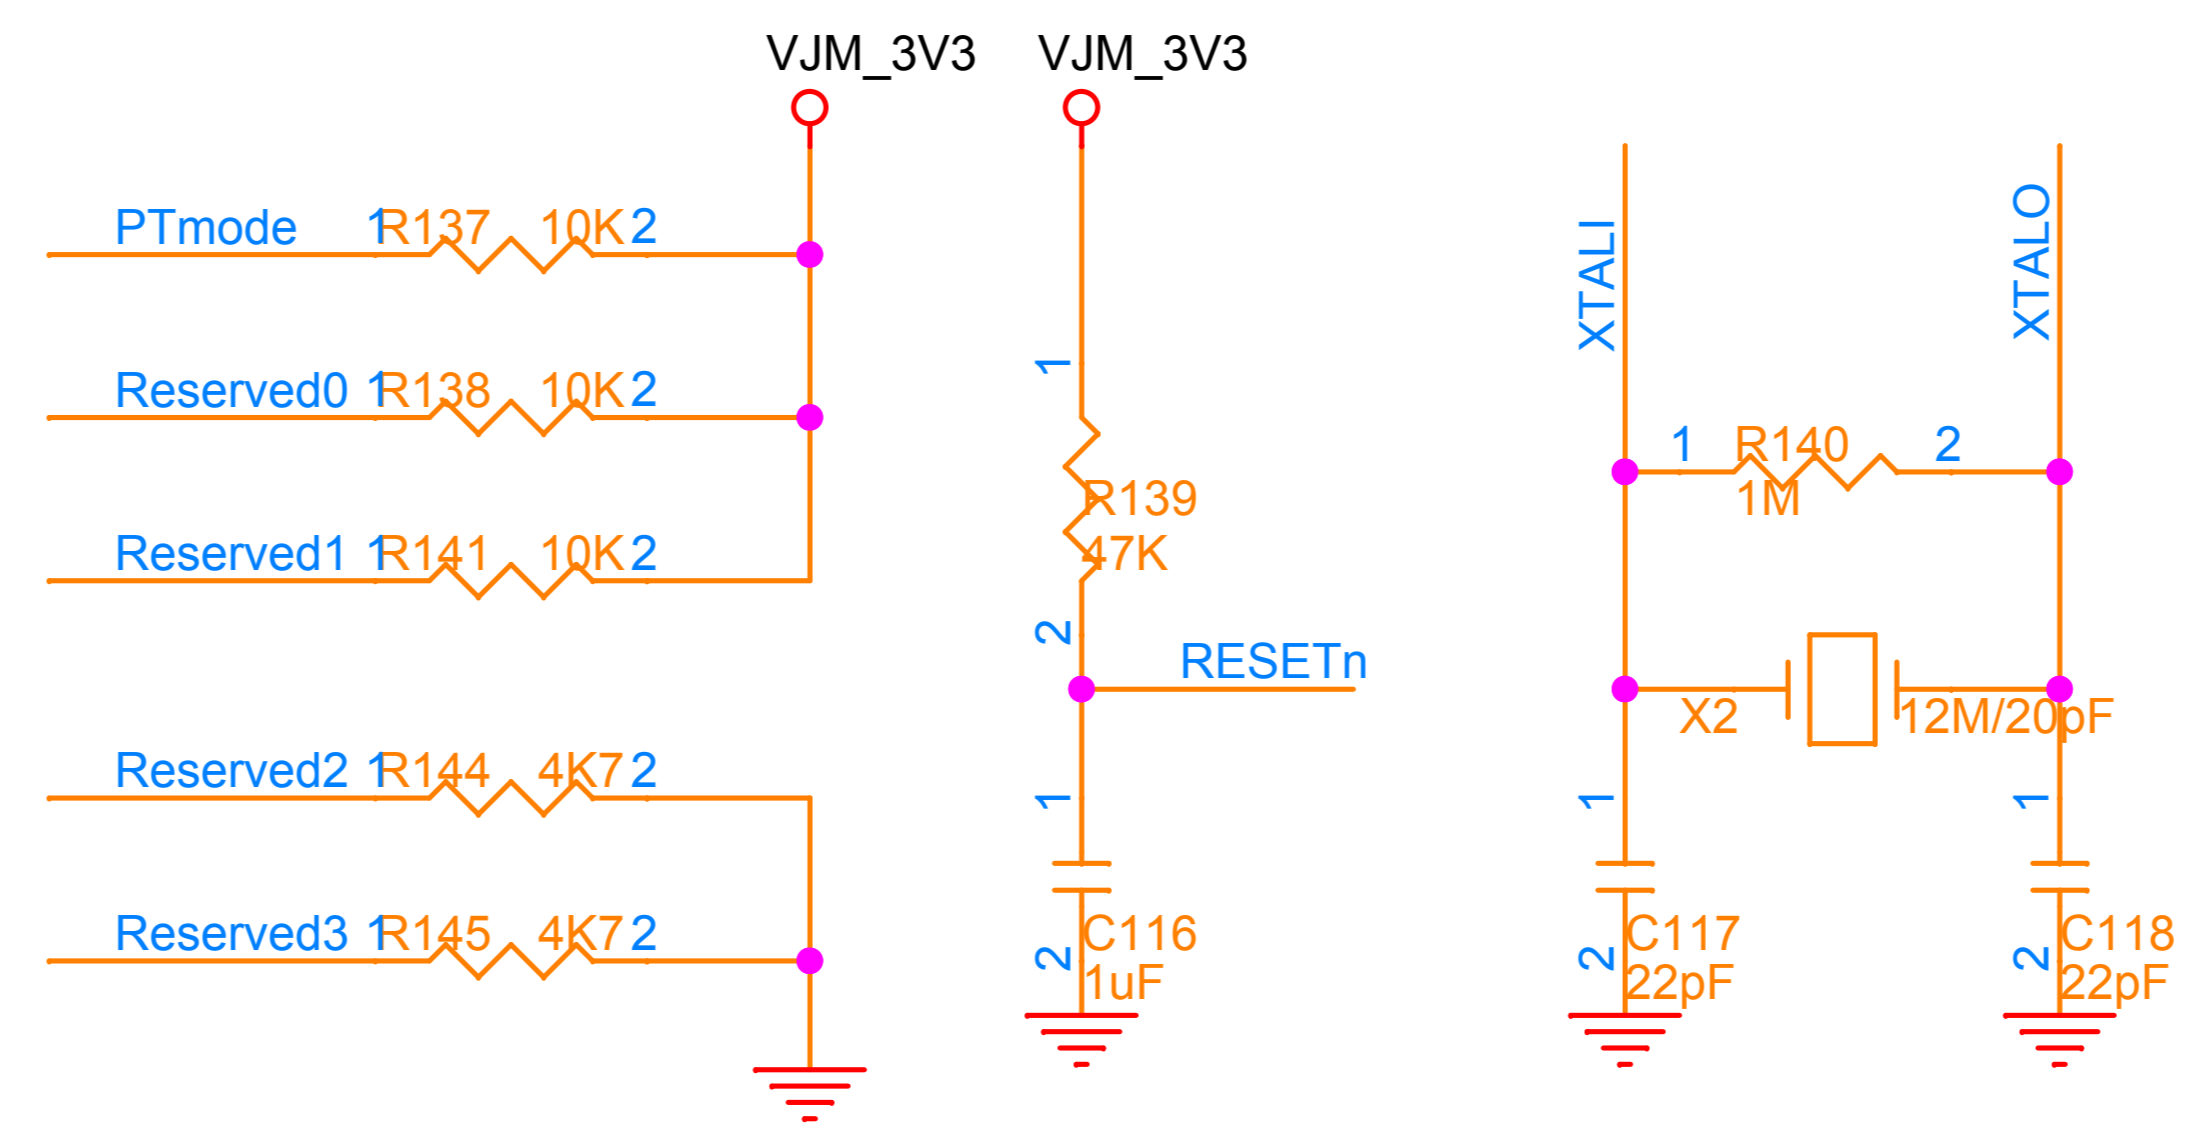 VJM_3V3
VJM_3V3
PTmode 1 R137 10K 2
Reserved0 1 R138 10K 2
Reserved1 1 R141 10K 2
Reserved2 1 R144 4K7 2
Reserved3 1 R145 4K7 2
1
R139
47K
2
RESETn
1
C116
2
1uF
XTALI
XTALO
1 R140 2
1M
X2 12M/20pF
1
C117
2
22pF
1
C118
2
22pF